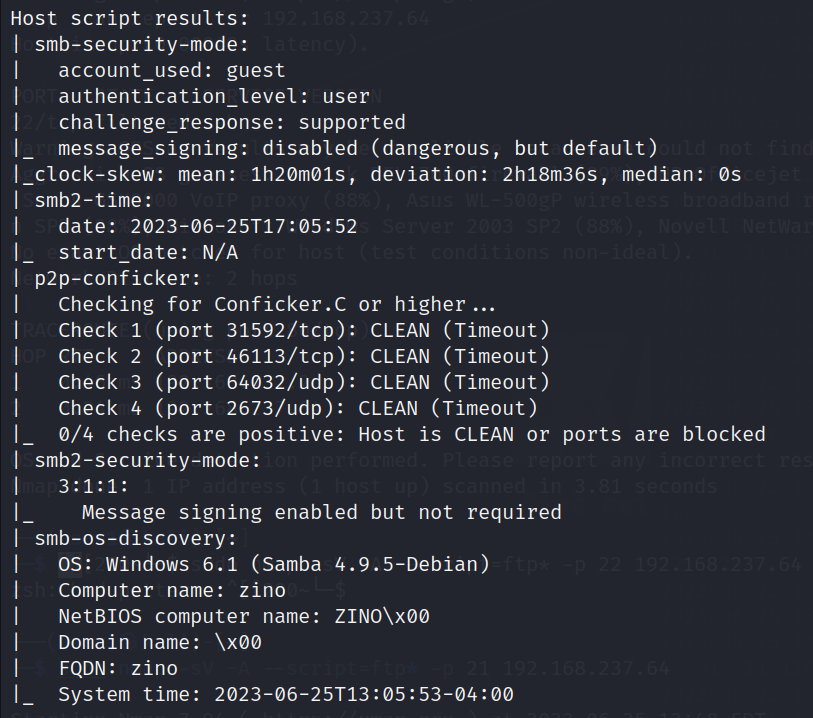 Host script results:
| smb-security-mode:
|   account_used: guest
|   authentication_level: user
|   challenge_response: supported
|_  message_signing: disabled (dangerous, but default)
|_clock-skew: mean: 1h20m01s, deviation: 2h18m36s, median: 0s
| smb2-time:
|   date: 2023-06-25T17:05:52
|_  start_date: N/A
| p2p-conficker:
|   Checking for Conficker.C or higher...
|   Check 1 (port 31592/tcp): CLEAN (Timeout)
|   Check 2 (port 46113/tcp): CLEAN (Timeout)
|   Check 3 (port 64032/udp): CLEAN (Timeout)
|   Check 4 (port 2673/udp): CLEAN (Timeout)
|_  0/4 checks are positive: Host is CLEAN or ports are blocked
| smb2-security-mode:
|   3:1:1:
|_    Message signing enabled but not required
| smb-os-discovery:
|   OS: Windows 6.1 (Samba 4.9.5-Debian)
|   Computer name: zino
|   NetBIOS computer name: ZINO\x00
|   Domain name: \x00
|   FQDN: zino
|_  System time: 2023-06-25T13:05:53-04:00